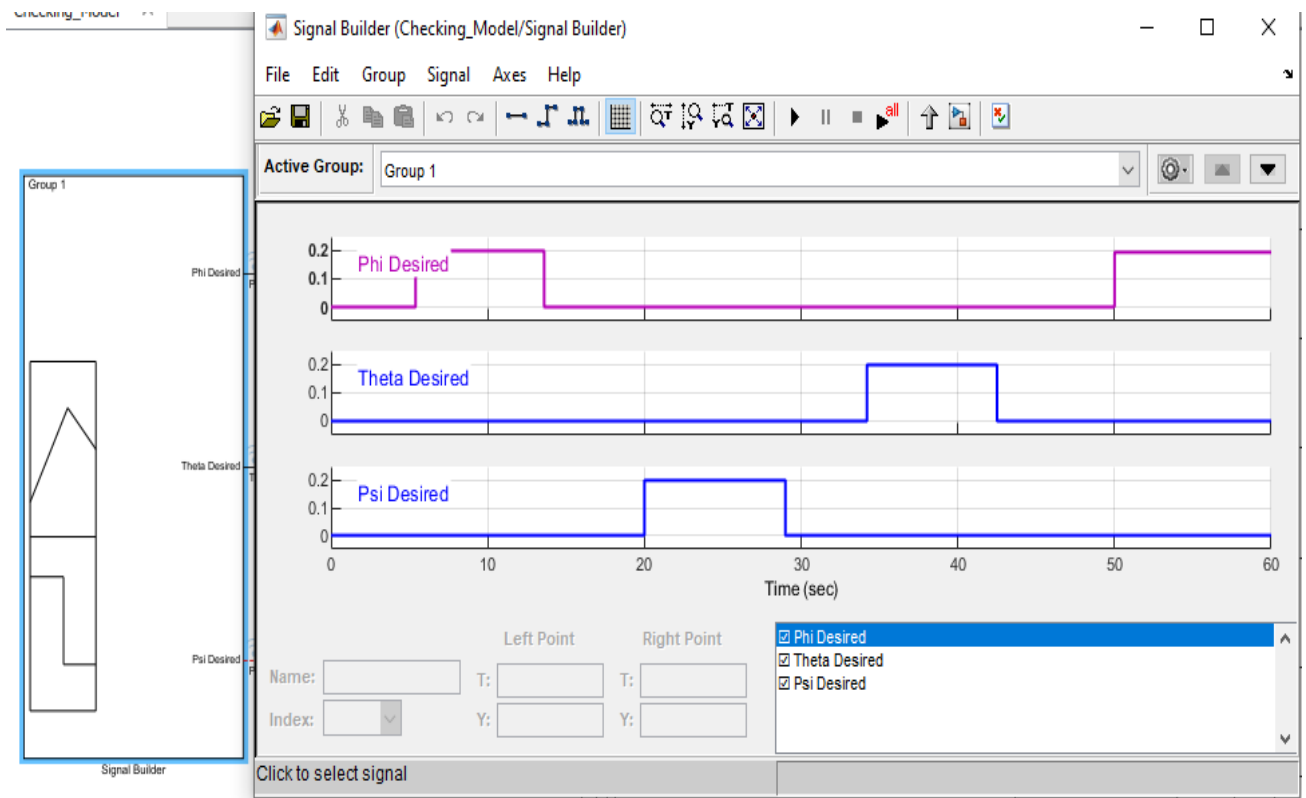 Checking_Model
Signal Builder (Checking_Model/Signal Builder)
File Edit Group Signal Axes Help
all
Active Group: Group 1
Group 1
Phi Desired
Theta Desired
Psi Desired
Signal Builder
0.2
0.1
0
Phi Desired
0.2
0.1
0
Theta Desired
0.2
0.1
0
Psi Desired
0 10 20 30 40 50 60
Time (sec)
Left Point Right Point
Name: T: T:
Index: Y: Y:
Phi Desired
Theta Desired
Psi Desired
Click to select signal